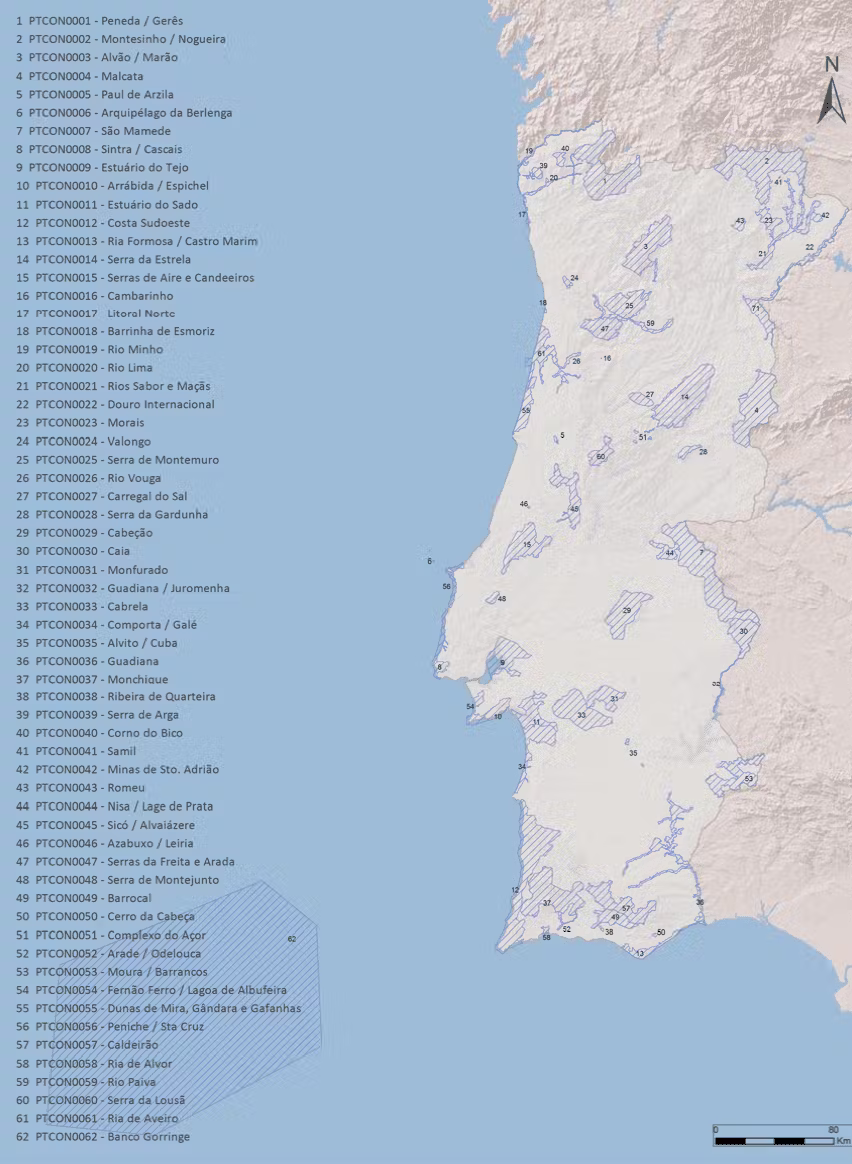 1 PTCON0001 - Peneda / Gerês
2 PTCON0002 - Montesinho / Nogueira
3 PTCON0003 - Alvão / Marão
4 PTCON0004 - Malcata
5 PTCON0005 - Paul de Arzila
6 PTCON0006 - Arquipélago da Berlenga
7 PTCON0007 - São Mamede
8 PTCON0008 - Sintra / Cascais
9 PTCON0009 - Estuário do Tejo
10 PTCON0010 - Arrábida / Espichel
11 PTCON0011 - Estuário do Sado
12 PTCON0012 - Costa Sudoeste
13 PTCON0013 - Ria Formosa / Castro Marim
14 PTCON0014 - Serra da Estrela
15 PTCON0015 - Serras de Aire e Candeeiros
16 PTCON0016 - Cambarinho
17 PTCON0017 - Litoral Norte
18 PTCON0018 - Barrinha de Esmoriz
19 PTCON0019 - Rio Minho
20 PTCON0020 - Rio Lima
21 PTCON0021 - Rios Sabor e Maçãs
22 PTCON0022 - Douro Internacional
23 PTCON0023 - Morais
24 PTCON0024 - Valongo
25 PTCON0025 - Serra de Montemuro
26 PTCON0026 - Rio Vouga
27 PTCON0027 - Carregal do Sal
28 PTCON0028 - Serra da Gardunha
29 PTCON0029 - Cabeção
30 PTCON0030 - Caia
31 PTCON0031 - Monfurado
32 PTCON0032 - Guadiana / Juromenha
33 PTCON0033 - Cabrela
34 PTCON0034 - Comporta / Galé
35 PTCON0035 - Alvito / Cuba
36 PTCON0036 - Guadiana
37 PTCON0037 - Monchique
38 PTCON0038 - Ribeira de Quarteira
39 PTCON0039 - Serra de Arga
40 PTCON0040 - Corno do Bico
41 PTCON0041 - Samil
42 PTCON0042 - Minas de Sto. Adrião
43 PTCON0043 - Romeu
44 PTCON0044 - Nisa / Lage de Prata
45 PTCON0045 - Sicó / Alvaiázere
46 PTCON0046 - Azabuxo / Leiria
47 PTCON0047 - Serras da Freita e Arada
48 PTCON0048 - Serra de Montejunto
49 PTCON0049 - Barrocal
50 PTCON0050 - Cerro da Cabeça
51 PTCON0051 - Complexo do Açor
52 PTCON0052 - Arade / Odelouca
53 PTCON0053 - Moura / Barrancos
54 PTCON0054 - Fernão Ferro / Lagoa de Albufeira
55 PTCON0055 - Dunas de Mira, Gândara e Gafanhas
56 PTCON0056 - Peniche / Sta Cruz
57 PTCON0057 - Caldeirão
58 PTCON0058 - Ria de Alvor
59 PTCON0059 - Rio Paiva
60 PTCON0060 - Serra da Lousã
61 PTCON0061 - Ria de Aveiro
62 PTCON0062 - Banco Gorringe
N
19
40
2
39
20
1
41
17
43
23
42
3
22
21
24
18
25
71
47
59
61
26
16
27
14
55
4
5
51
60
28
46
45
15
44
7
6
56
48
29
30
9
8
32
54
10
31
33
11
35
34
53
12
37
57
49
36
52
38
50
58
13
62
0
80
Km